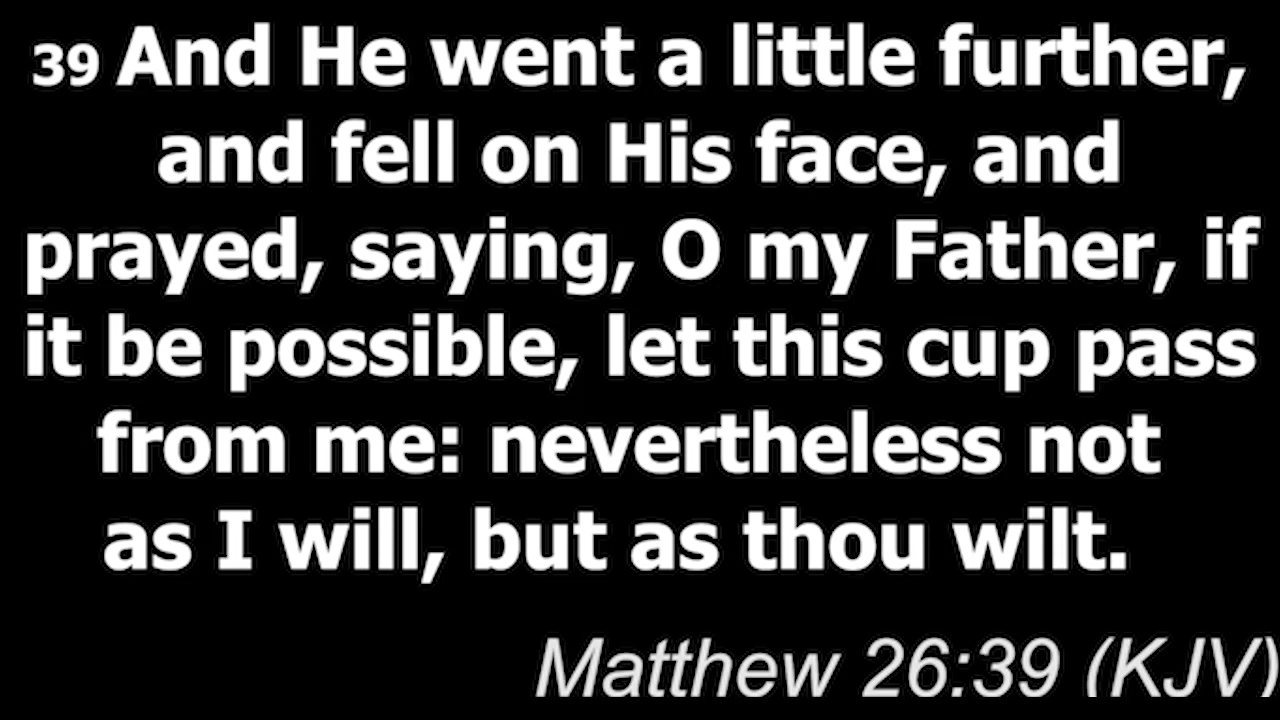 39 And He went a little further,
and fell on His face, and
prayed, saying, O my Father, if
it be possible, let this cup pass
from me: nevertheless not
as I will, but as thou wilt.
Matthew 26:39 (KJV)